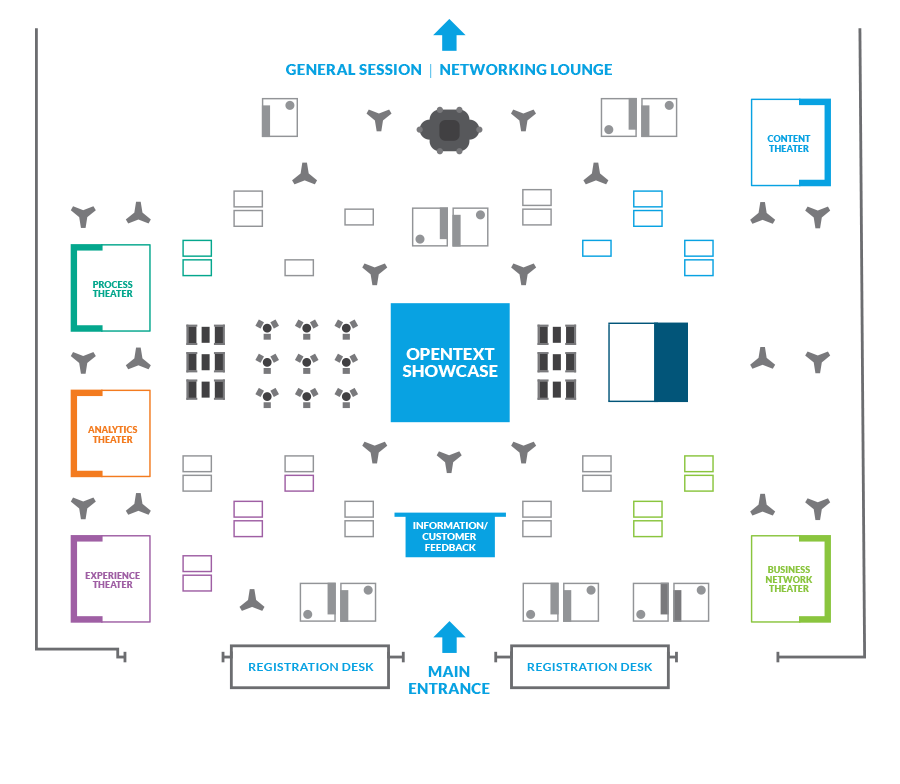 GENERAL SESSION | NETWORKING LOUNGE
CONTENT
THEATER
PROCESS
THEATER
OPENTEXT
SHOWCASE
ANALYTICS
THEATER
INFORMATION/
CUSTOMER
FEEDBACK
EXPERIENCE
THEATER
BUSINESS
NETWORK
THEATER
REGISTRATION DESK
MAIN
ENTRANCE
REGISTRATION DESK